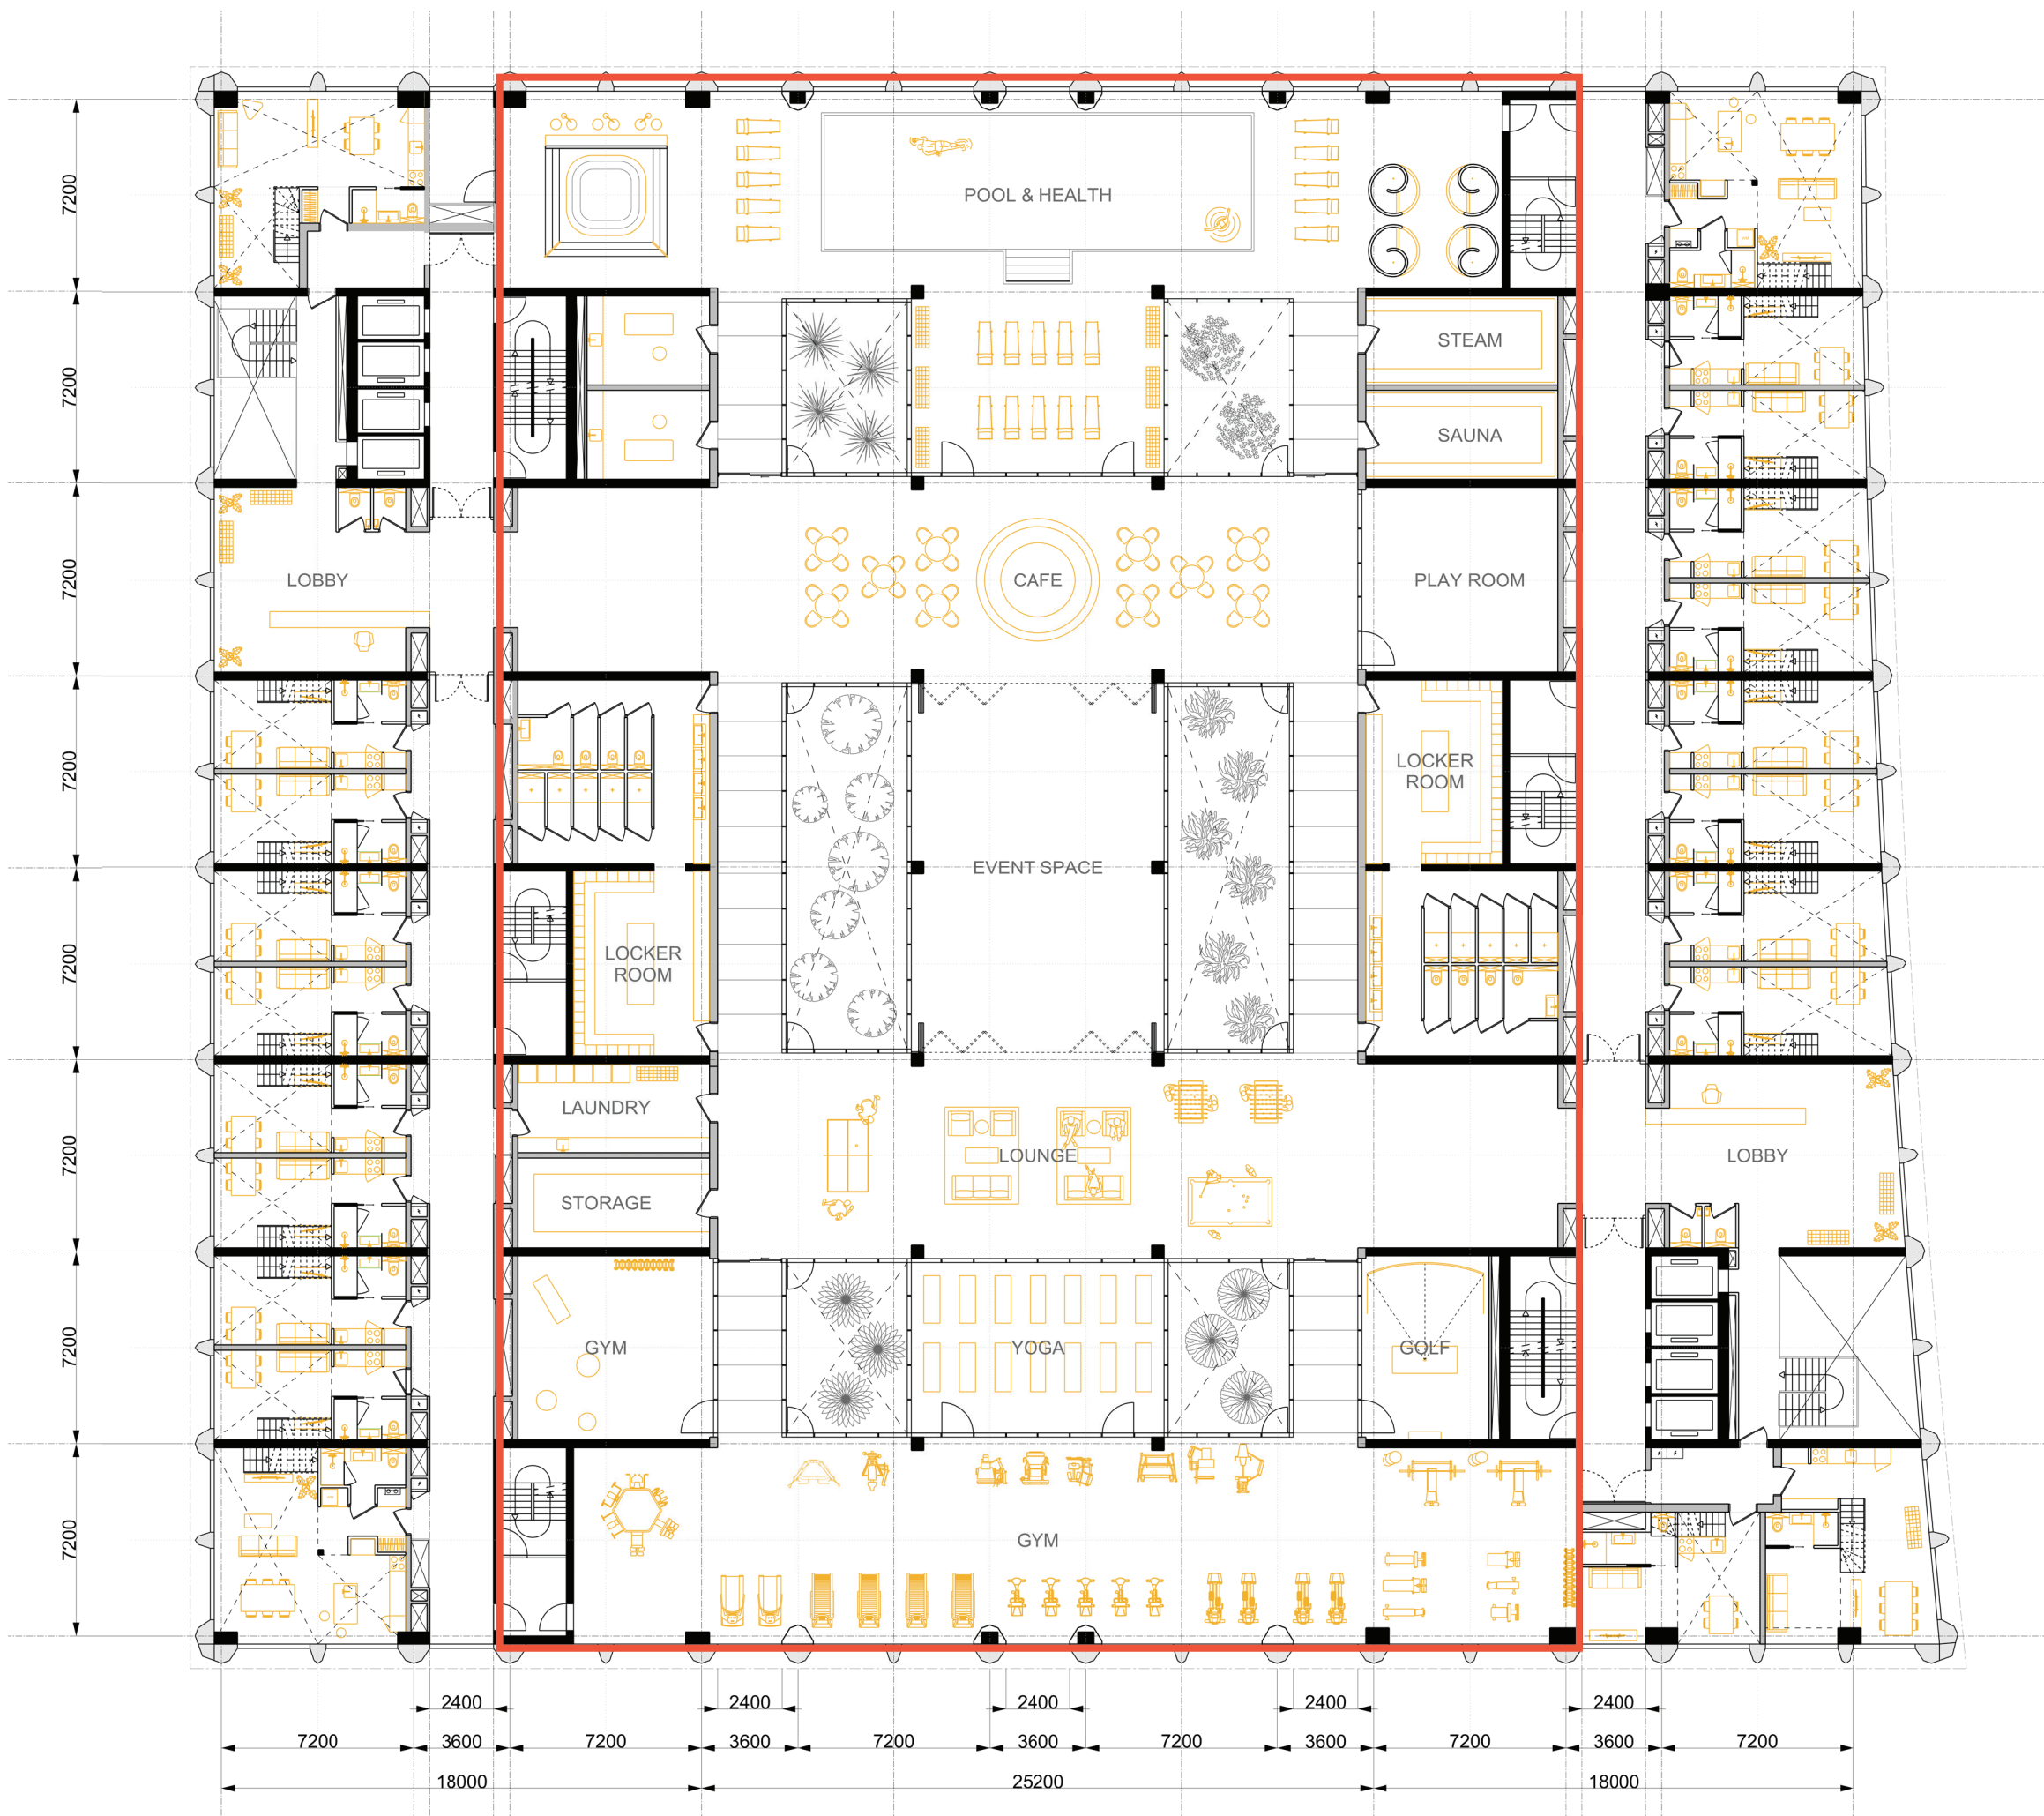 7200
POOL & HEALTH
7200
STEAM
SAUNA
7200
LOBBY
CAFE
PLAY ROOM
7200
LOCKER
ROOM
EVENT SPACE
7200
LOCKER
ROOM
7200
LAUNDRY
LOUNGE
LOBBY
STORAGE
7200
GYM
YOGA
GOLF
7200
GYM
2400
2400
2400
2400
2400
7200
3600
7200
3600
7200
3600
7200
3600
7200
3600
7200
18000
25200
18000